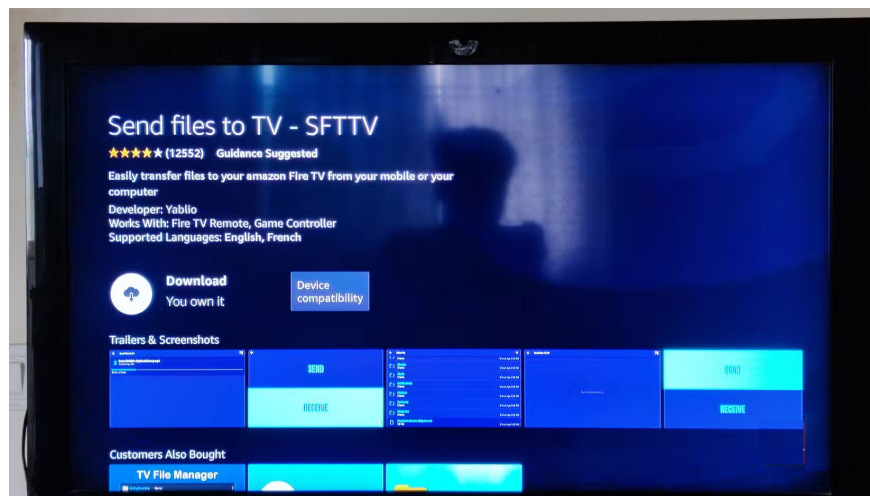 Send files to TV - SFTTV
(12552) Guidance Suggested
Easily transfer files to your amazon Fire TV from your mobile or your
computer
Developer: Yablio
Works With: Fire TV Remote, Game Controller
Supported Languages: English, French
Download
You own it
Device
compatibility
Trailers & Screenshots
SEND
RECEIVE
SEND
RECEIVE
Customers Also Bought
TV File Manager